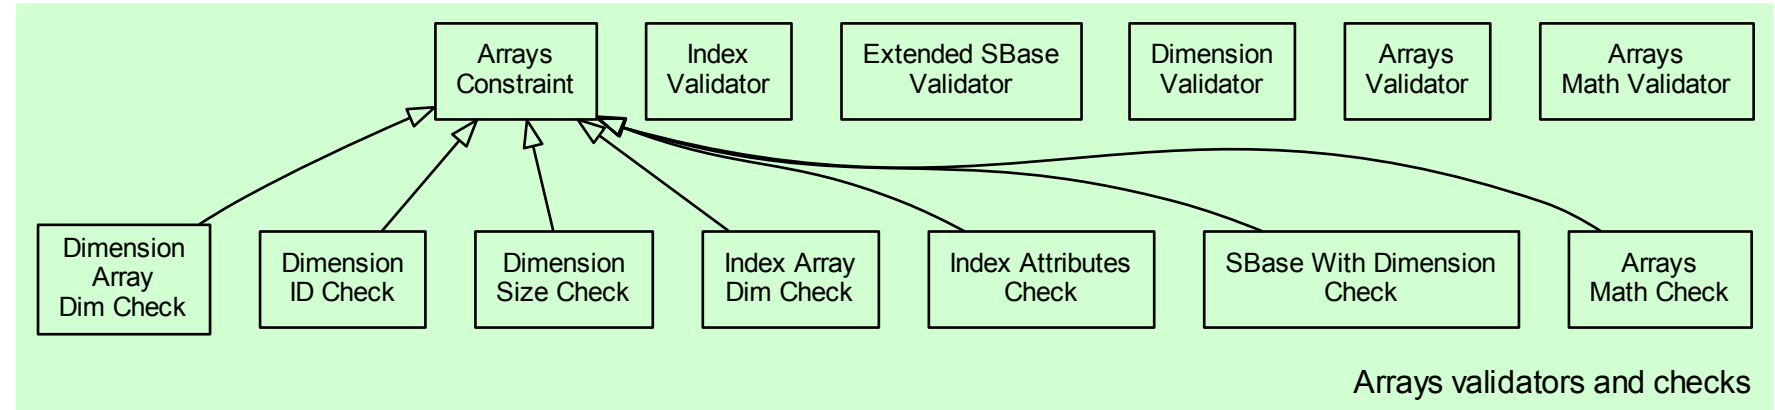 Arrays
Constraint
Index
Validator
Extended SBase
Validator
Dimension
Validator
Arrays
Validator
Arrays
Math Validator
Dimension
Array
Dim Check
Dimension
ID Check
Dimension
Size Check
Index Array
Dim Check
Index Attributes
Check
SBase With Dimension
Check
Arrays
Math Check
Arrays validators and checks